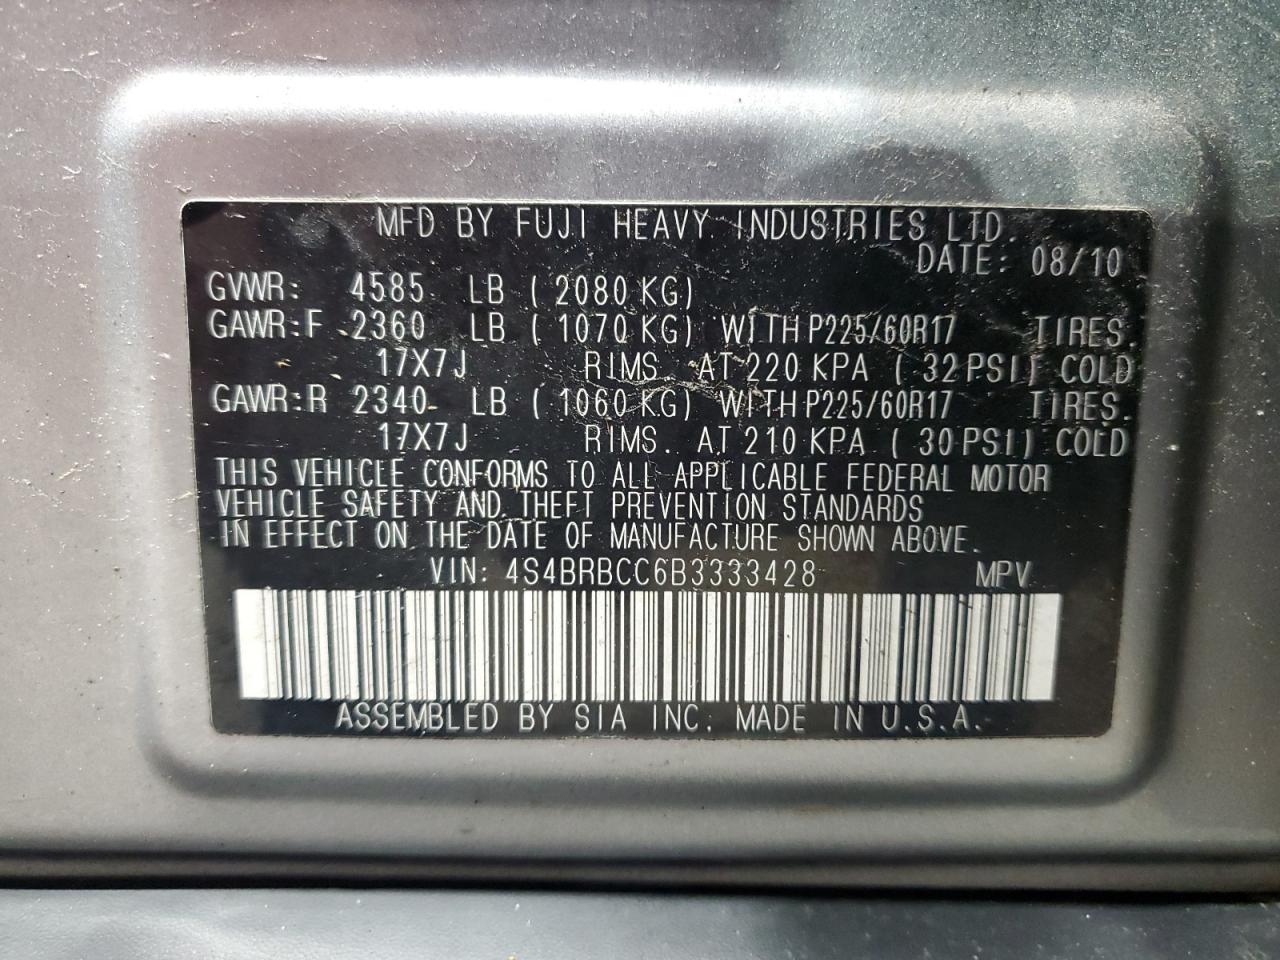 MFD BY FUJI HEAVY INDUSTRIES LTD.
DATE: 08/10
GVWR: 4585 LB (2080 KG)
GAWR:F 2360 LB (1070 KG) WITH P225/60R17 TIRES.
17X7J RIMS. AT 220 KPA (32 PSI) COLD
GAWR:R 2340 LB (1060 KG) WITH P225/60R17 TIRES.
17X7J RIMS. AT 210 KPA (30 PSI) COLD
THIS VEHICLE CONFORMS TO ALL APPLICABLE FEDERAL MOTOR
VEHICLE SAFETY AND THEFT PREVENTION STANDARDS
IN EFFECT ON THE DATE OF MANUFACTURE SHOWN ABOVE.
VIN: 4S4BRBCC6B3333428 MPV
ASSEMBLED BY SIA INC. MADE IN U.S.A.